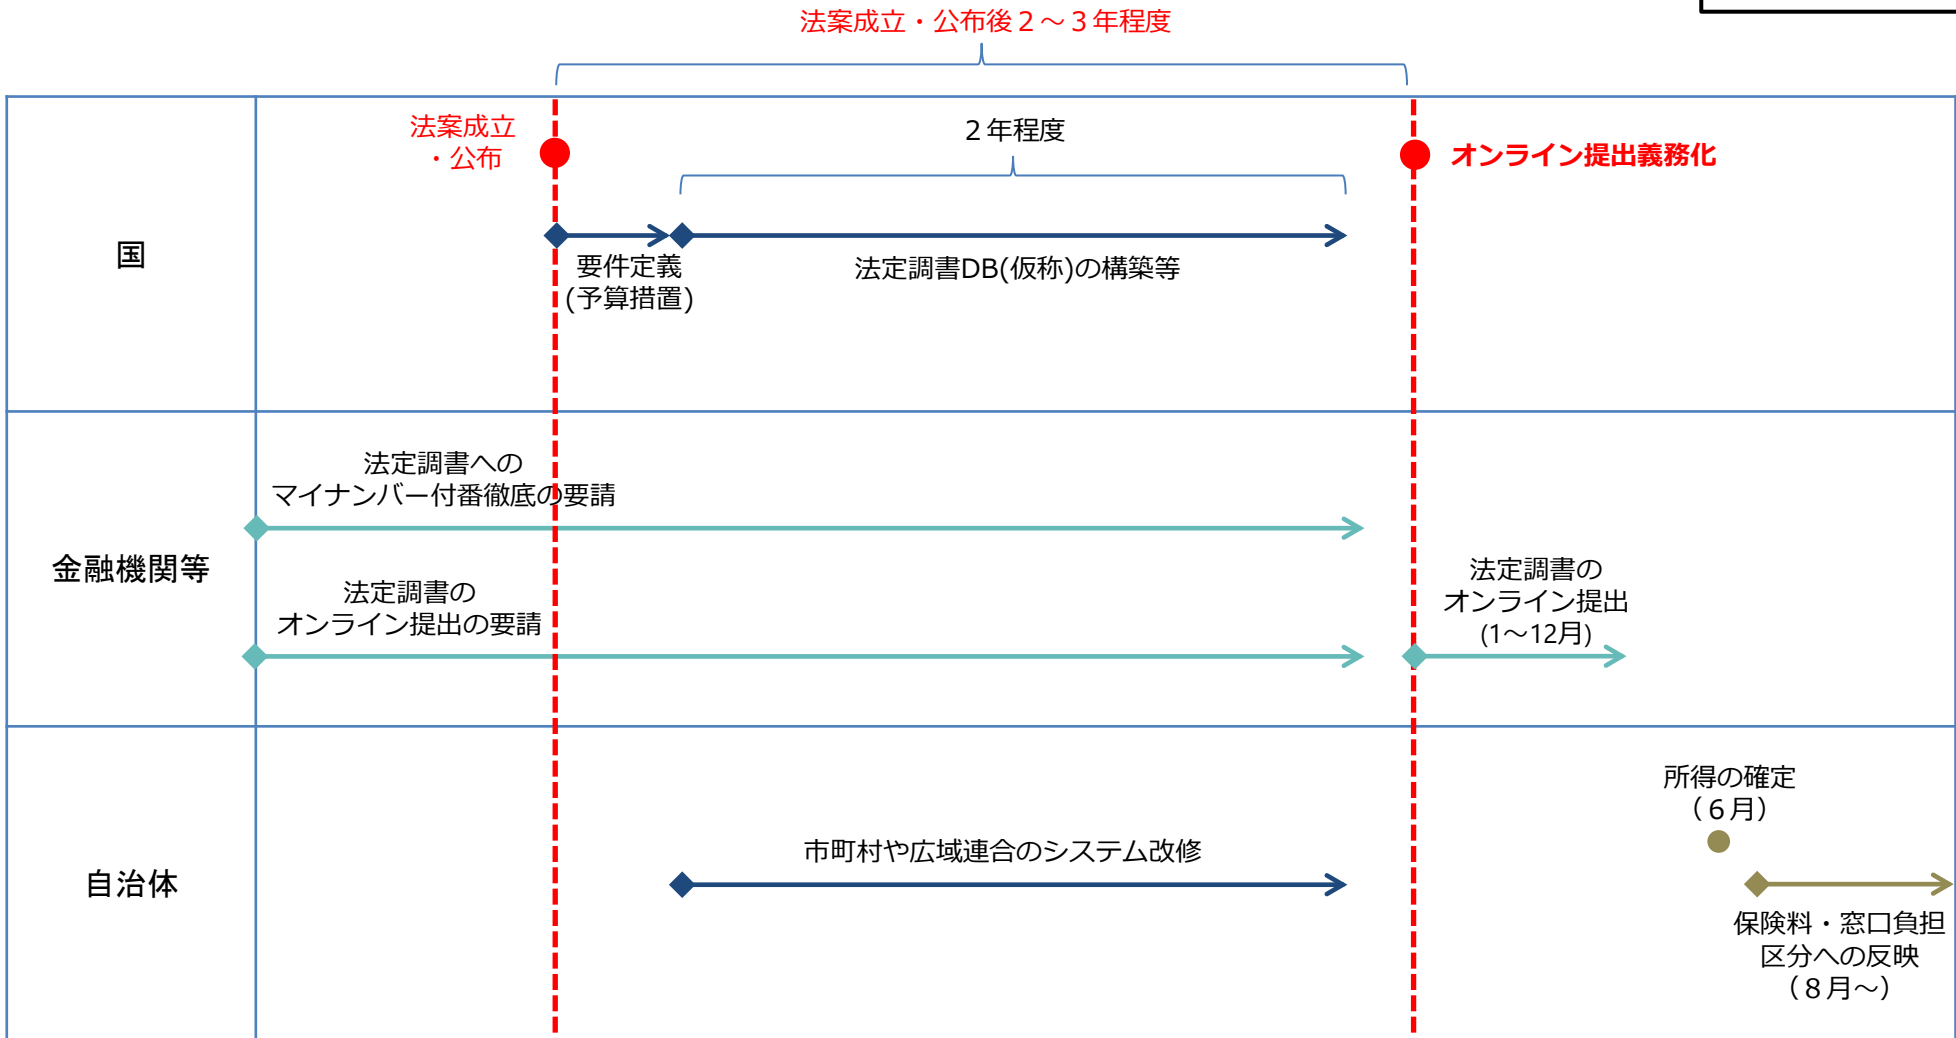 法案成立・公布後２～３年程度
法案成立
・公布
２年程度
オンライン提出義務化
国
要件定義
(予算措置)
法定調書DB(仮称)の構築等
法定調書への
マイナンバー付番徹底の要請
金融機関等
法定調書の
オンライン提出の要請
法定調書の
オンライン提出
(1～12月)
所得の確定
（６月）
市町村や広域連合のシステム改修
自治体
保険料・窓口負担
区分への反映
（８月～）